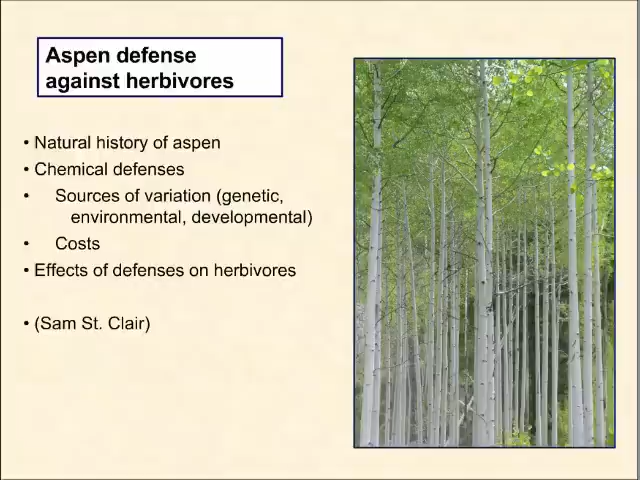 Aspen defense
against herbivores
• Natural history of aspen
• Chemical defenses
• Sources of variation (genetic,
environmental, developmental)
• Costs
• Effects of defenses on herbivores
• (Sam St. Clair)